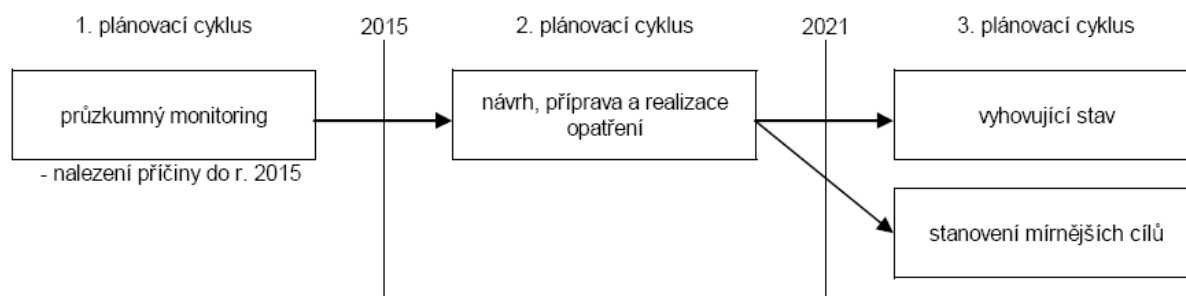 1. plánovací cyklus
2015
2. plánovací cyklus
2021
3. plánovací cyklus
průzkumný monitoring
návrh, příprava a realizace
opatření
vyhovující stav
- nalezení příčiny do r. 2015
stanovení mírnějších cílů